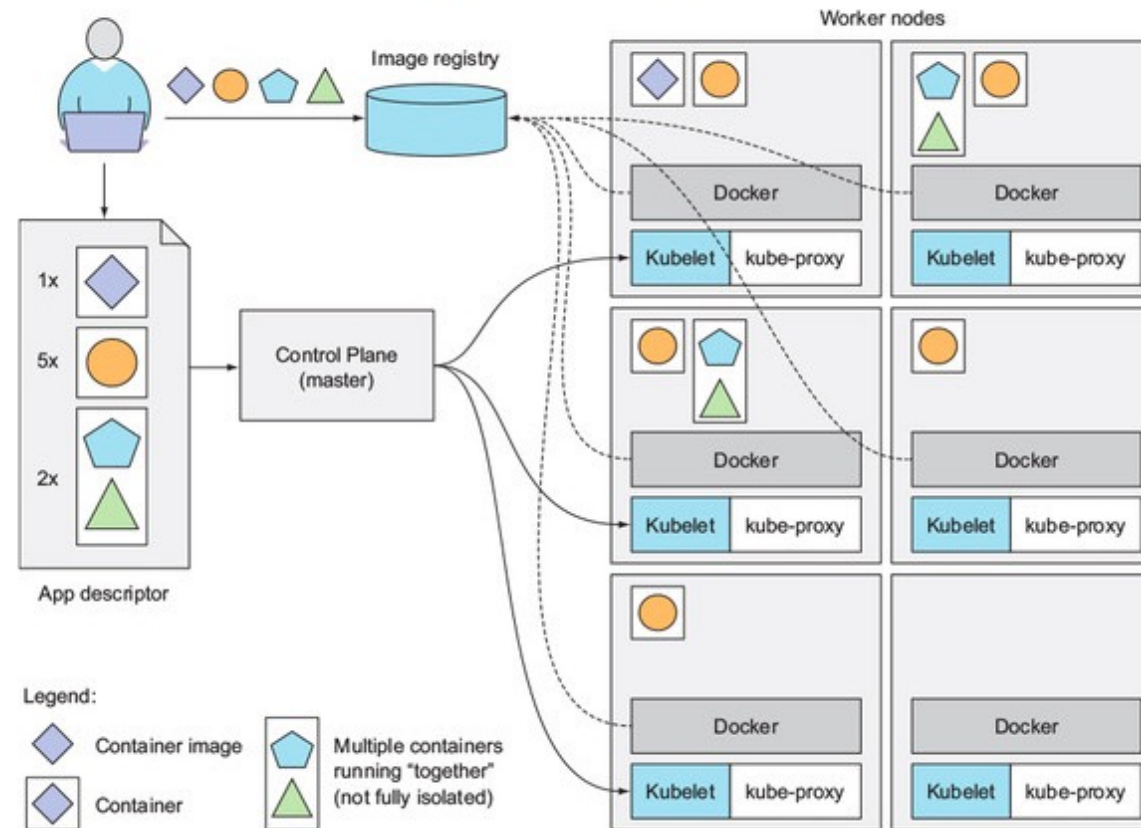 Worker nodes
Image registry
Docker
Kubelet
kube-proxy
Docker
Kubelet
kube-proxy
1x
5x
2x
App descriptor
Control Plane
(master)
Docker
Kubelet
kube-proxy
Docker
Kubelet
kube-proxy
Docker
Kubelet
kube-proxy
Docker
Kubelet
kube-proxy
Legend:
Container image
Container
Multiple containers
running “together”
(not fully isolated)